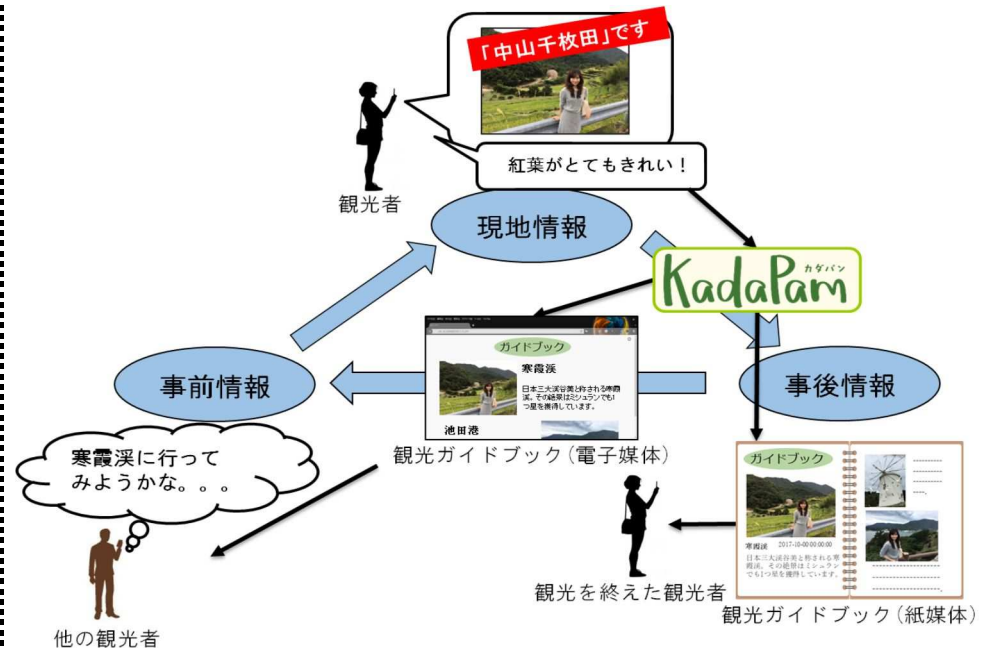 「中山千枚田」です
紅葉がとてもきれい！
観光者
現地情報
カダパン
KadaPam
ガイドブック
寒霞渓
日本三大渓谷美と称される寒霞
渓。その絶景はミシュランでも1
つ星を獲得しています。
池田港
事前情報
事後情報
観光ガイドブック（電子媒体）
寒霞渓に行って
みようかな。。。
他の観光者
観光を終えた観光者
ガイドブック
寒霞渓 2017-10-00 00:00:00
日本三大渓谷美と称される寒
霞渓。その絶景はミシュラン
でも1つ星を獲得しています。
観光ガイドブック（紙媒体）